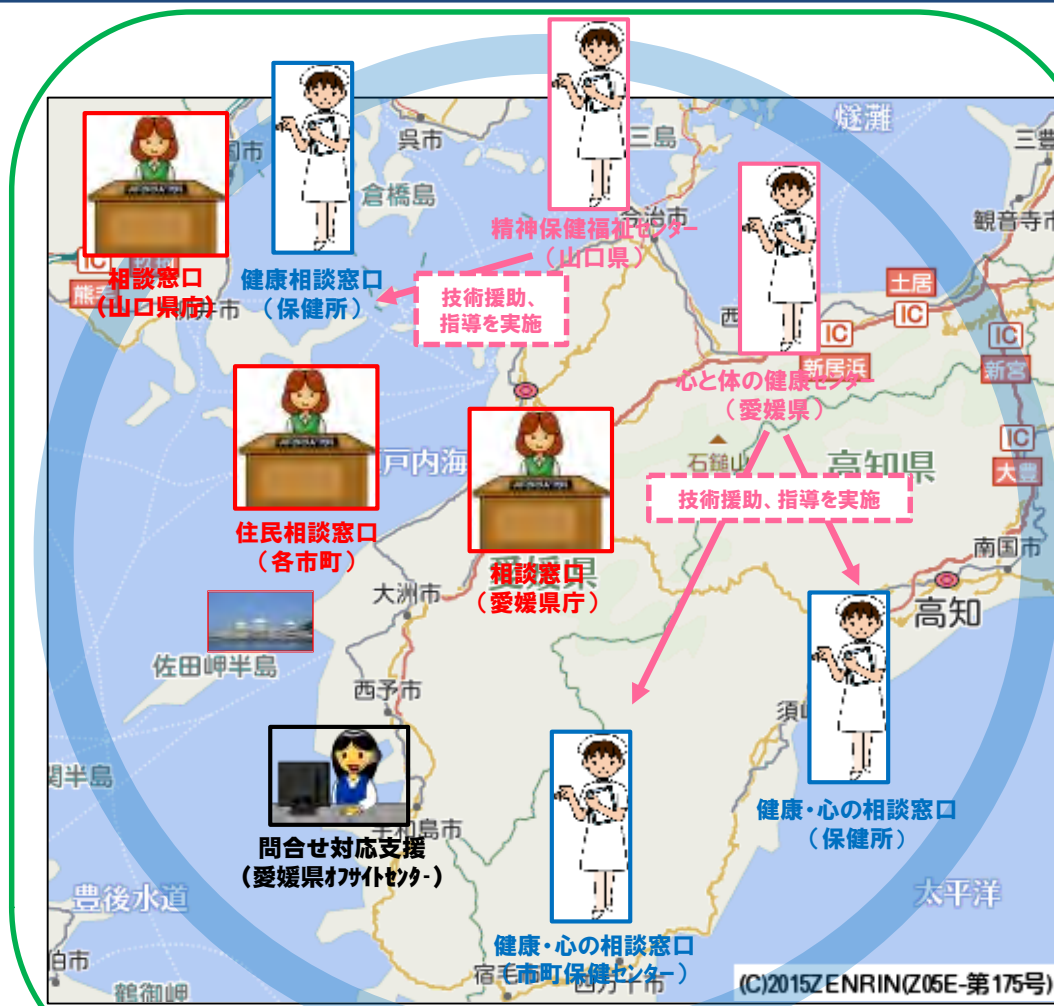 呉市
倉橋島
三島
燧灘
今治市
観音寺市
相談窓口
(山口県庁)
健康相談窓口
(保健所)
精神保健福祉センター
(山口県)
技術援助、
指導を実施
IC
土居
IC
IC
新居浜
IC
新宮
IC
大豊
心と体の健康センター
(愛媛県)
石鎚山
高知県
戸内海
技術援助、指導を実施
住民相談窓口
(各市町)
愛媛県
相談窓口
(愛媛県庁)
南国市
大洲市
高知
佐田岬半島
西予市
問合せ対応支援
(愛媛県オフサイトセンター)
宇和島市
健康・心の相談窓口
(保健所)
豊後水道
太平洋
健康・心の相談窓口
(市町保健センター)
鶴御岬
(C)2015ZENRIN(Z05E-第175号)